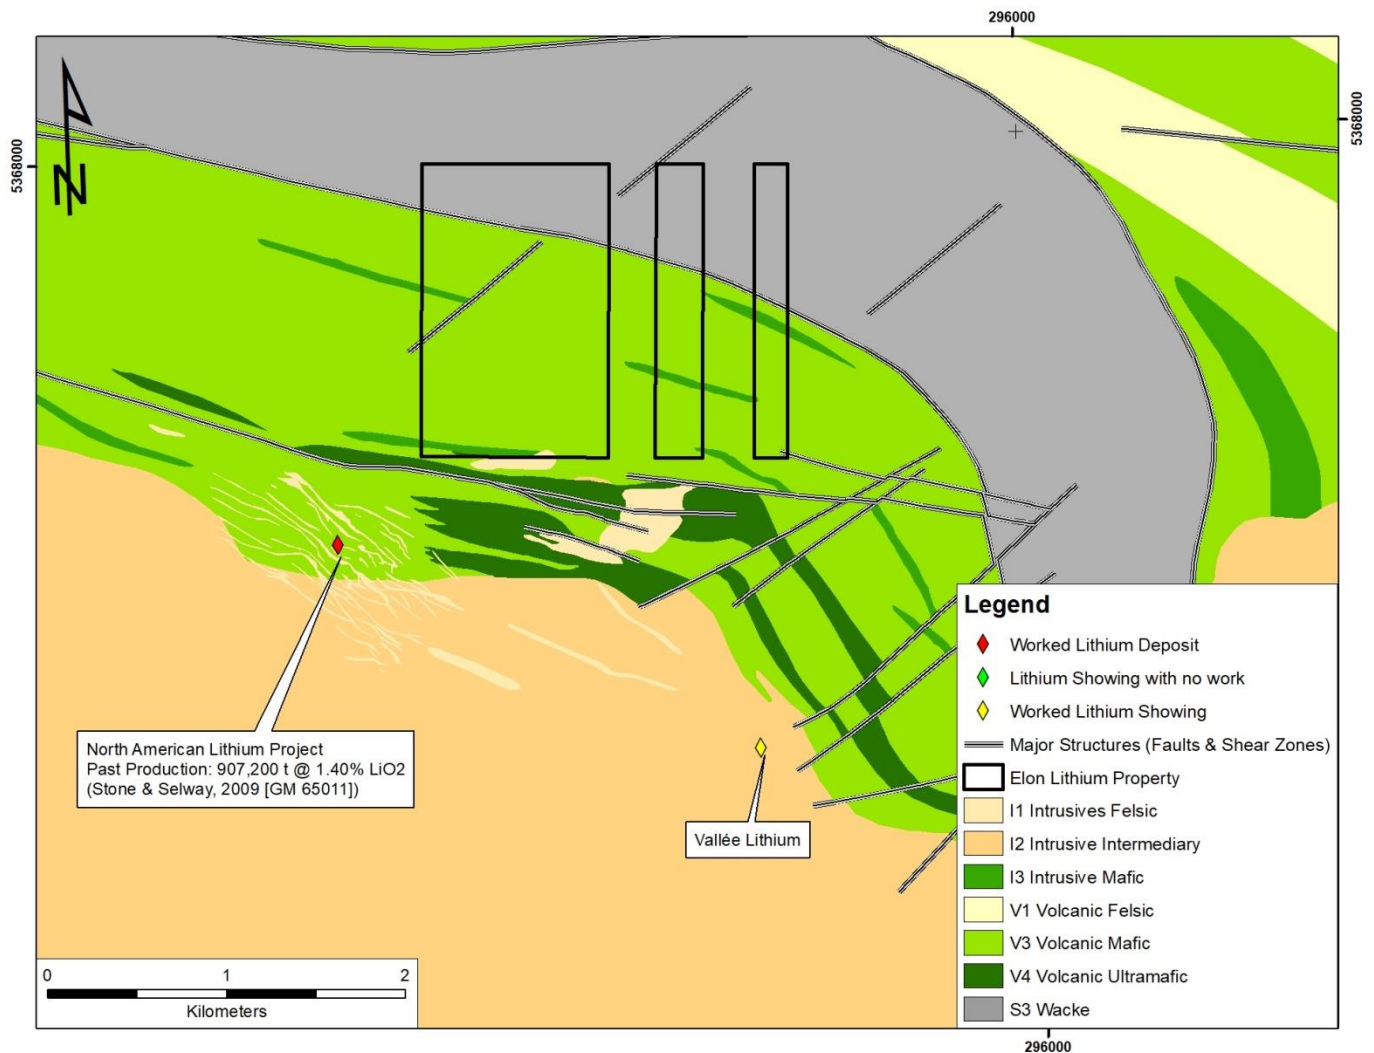 296000
5368000
5368000
N
North American Lithium Project
Past Production: 907,200 t @ 1.40% LiO2
(Stone & Selway, 2009 [GM 65011])
Vallée Lithium
Legend
Worked Lithium Deposit
Lithium Showing with no work
Worked Lithium Showing
Major Structures (Faults & Shear Zones)
Elon Lithium Property
I1 Intrusives Felsic
I2 Intrusive Intermediary
I3 Intrusive Mafic
V1 Volcanic Felsic
V3 Volcanic Mafic
V4 Volcanic Ultramafic
S3 Wacke
0 1 2
Kilometers
296000